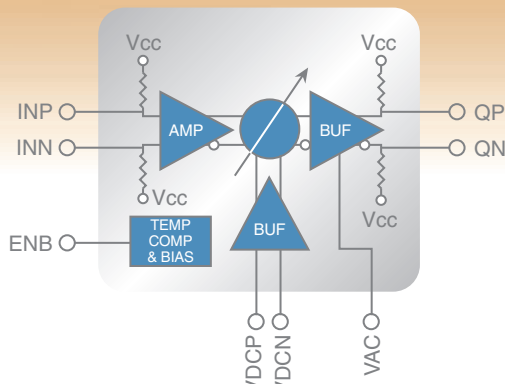 Vcc
Vcc
INP
QP
AMP
BUF
INN
QN
Vcc
Vcc
TEMP
COMP
& BIAS
BUF
ENB
VDCP
VDCN
VAC